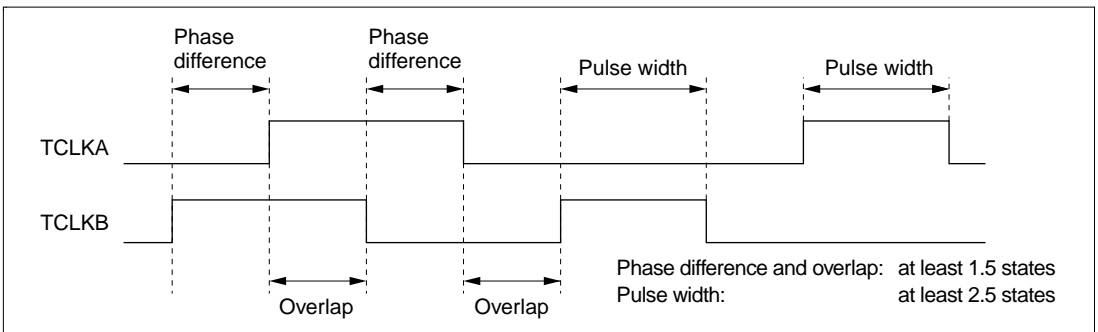 Phase
difference
Phase
difference
Pulse width
Pulse width
TCLKA
TCLKB
Overlap
Overlap
Phase difference and overlap: at least 1.5 states
Pulse width: at least 2.5 states